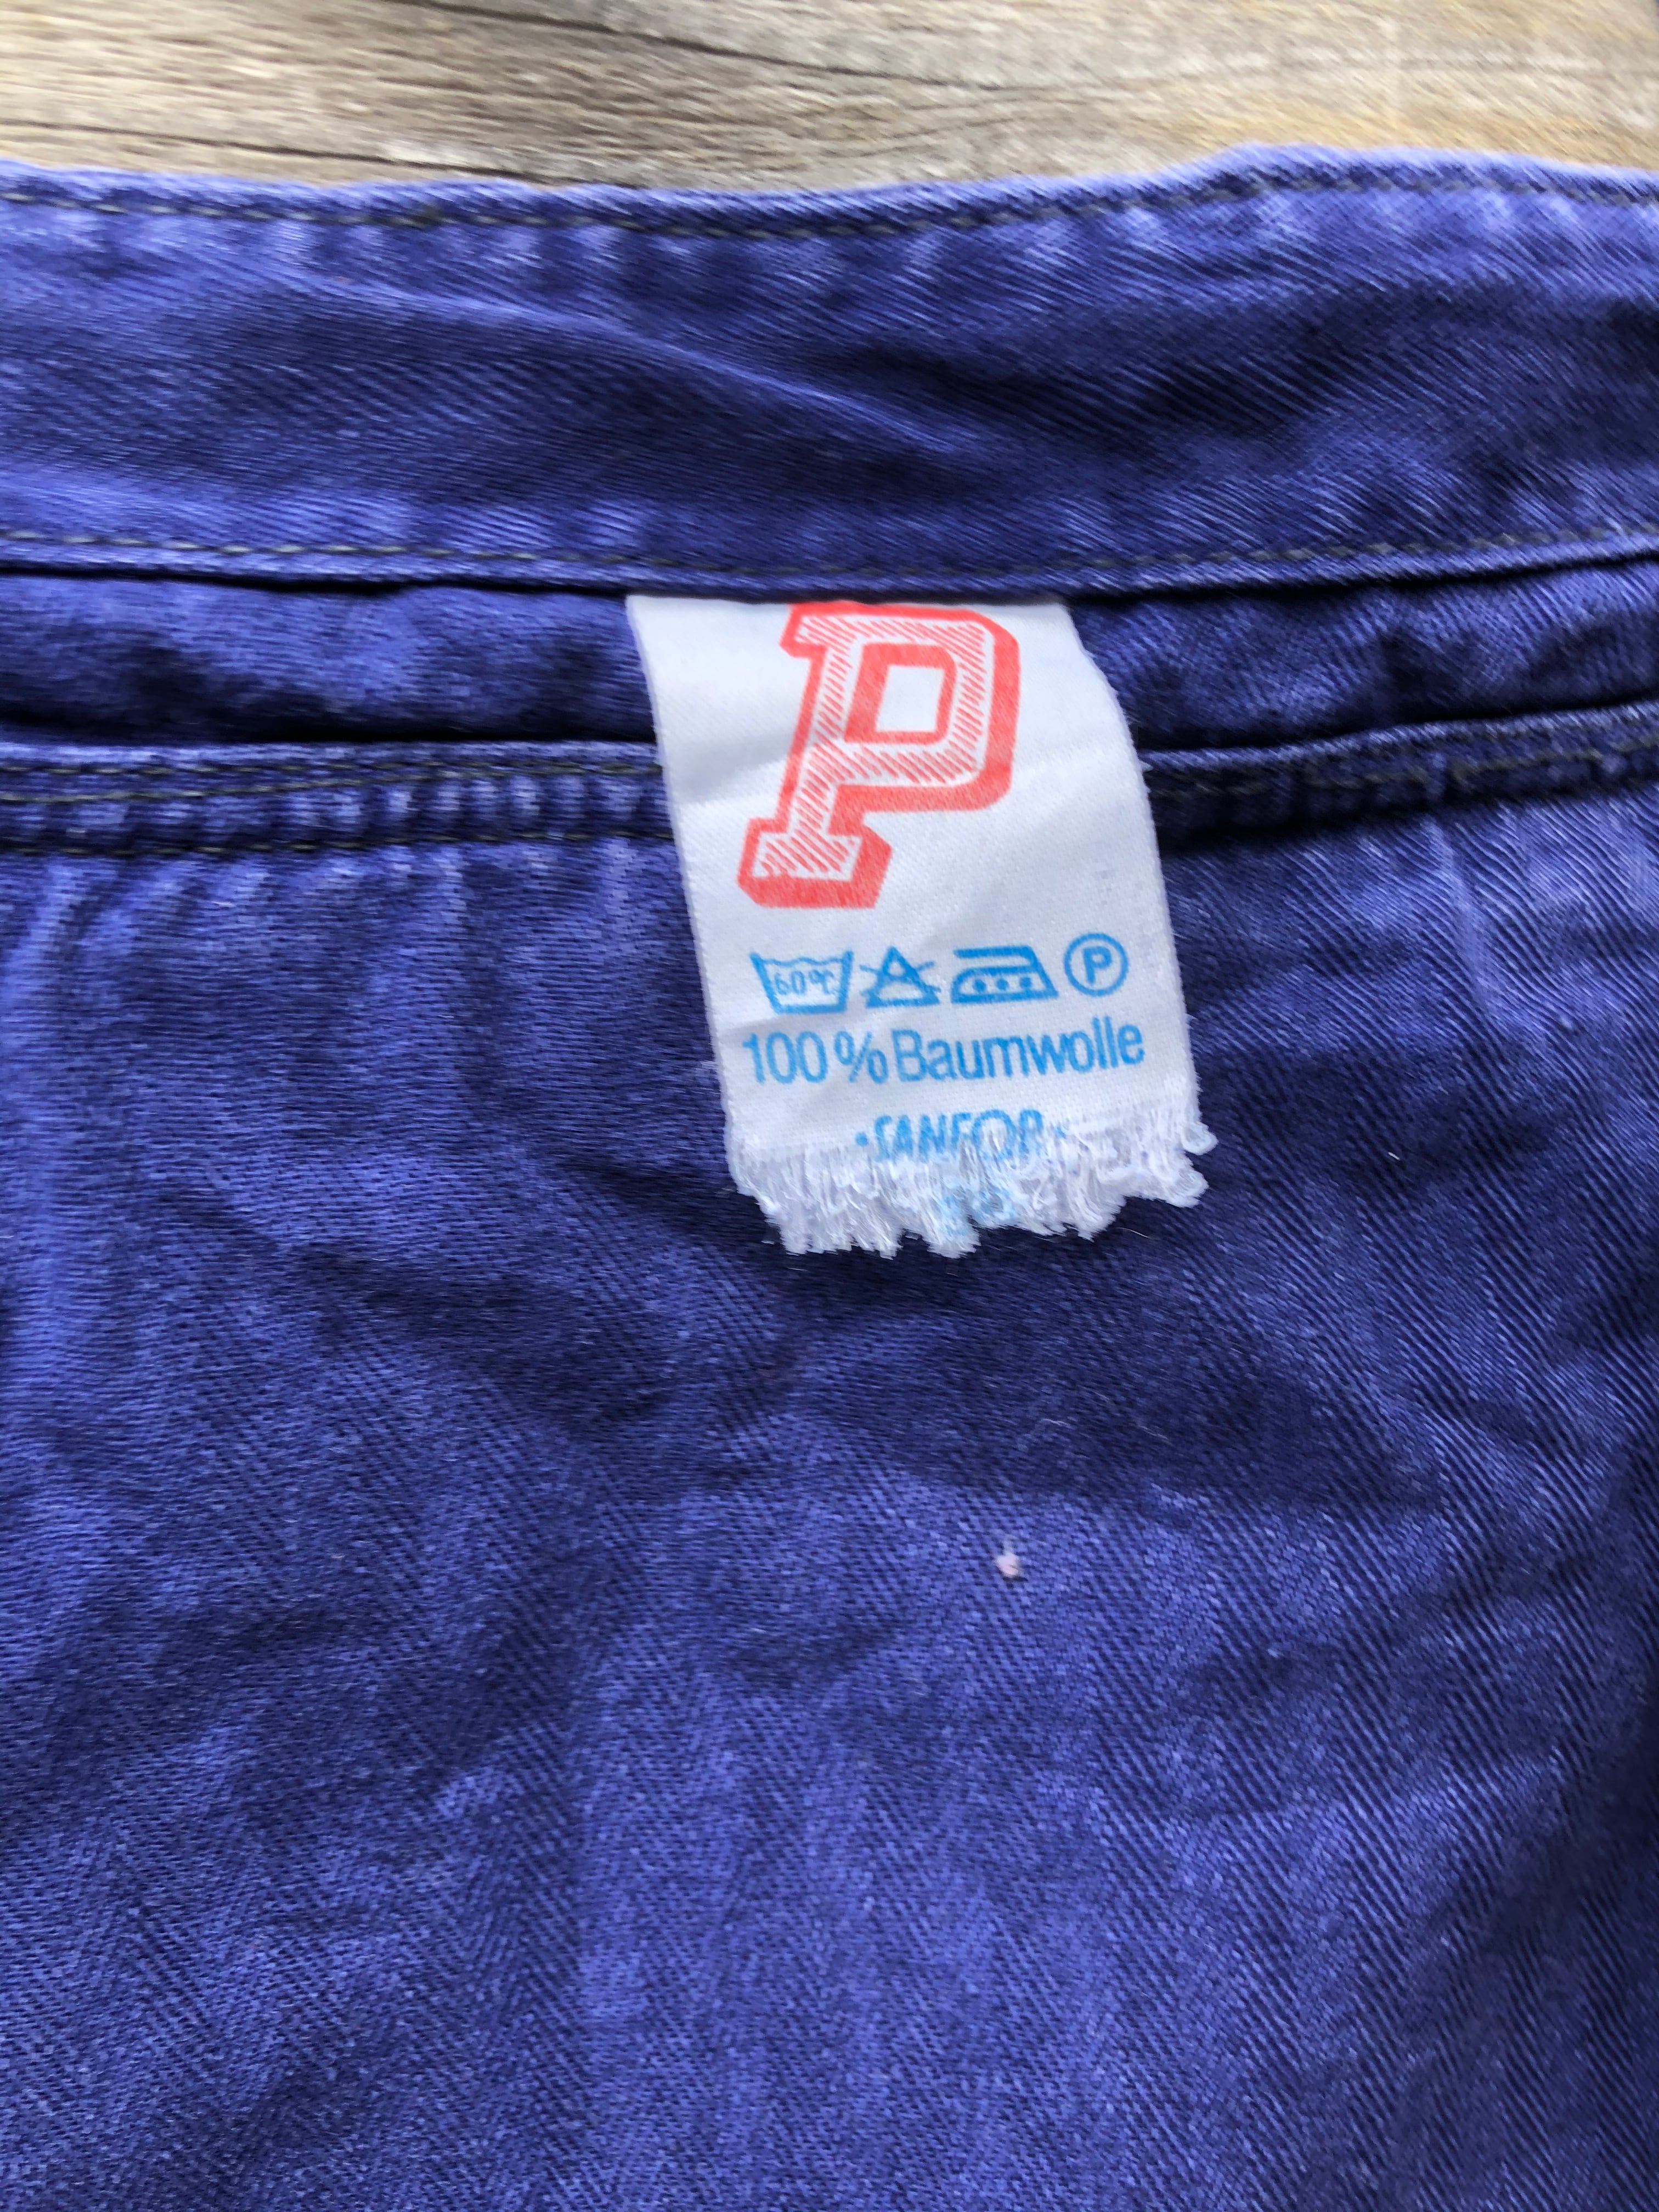 P
60°C P
100% Baumwolle
·SANFOR·